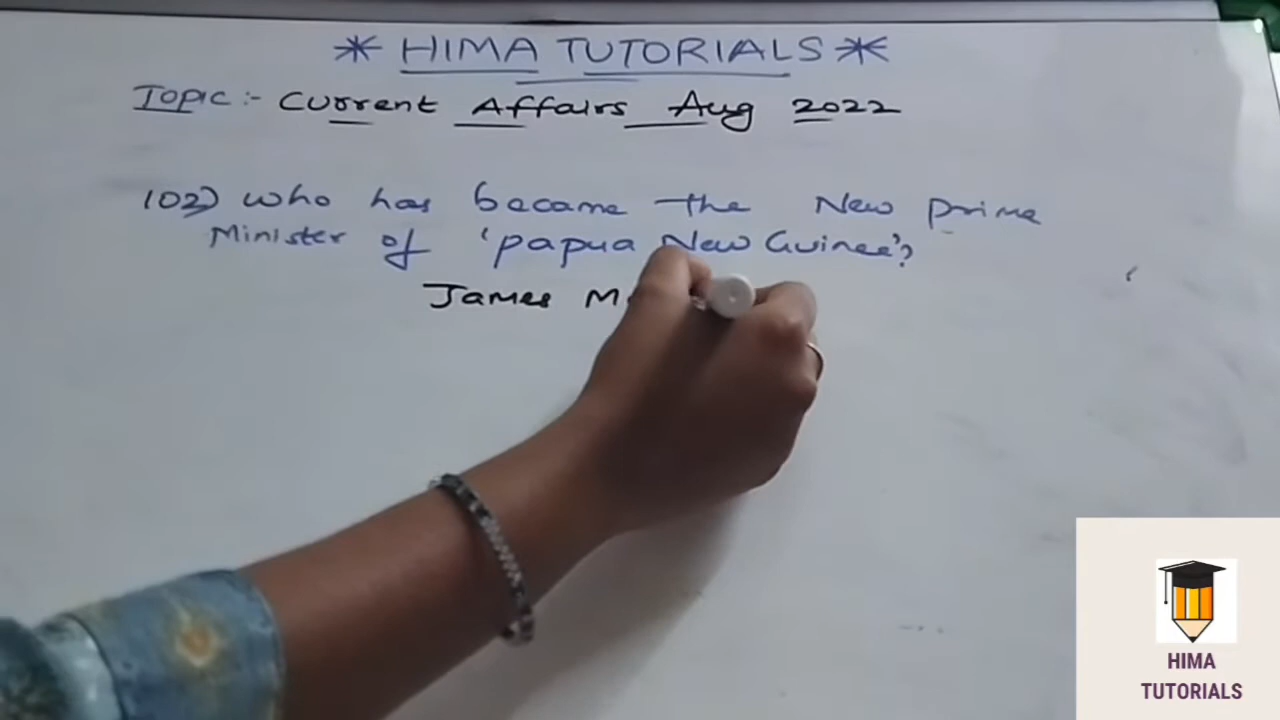 * HIMA TUTORIALS *
Topic:- Current Affairs Aug 2022
102) Who has became the New prime
Minister of 'papua New Guinee'?
James
HIMA
TUTORIALS